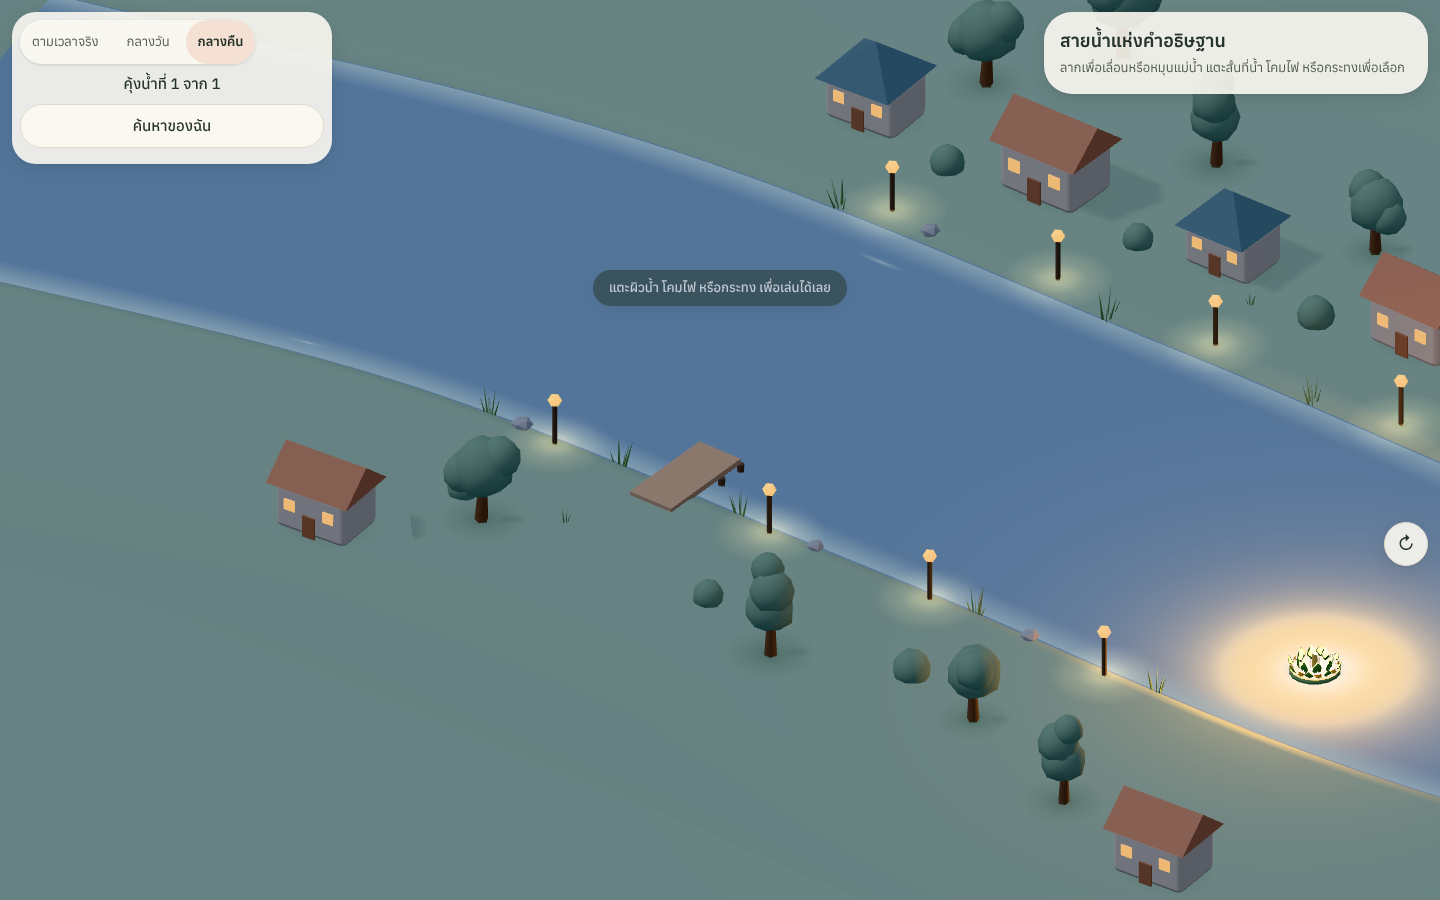 ตามเวลาจริง กลางวัน กลางคืน
คุ้งน้ำที่ 1 จาก 1
ค้นหาของฉัน
สายน้ำแห่งคำอธิษฐาน
ลากเพื่อเลื่อนหรือหมุนแม่น้ำ แตะสั้นที่น้ำ โคมไฟ หรือกระทงเพื่อเลือก
แตะผิวน้ำ โคมไฟ หรือกระทง เพื่อเล่นได้เลย